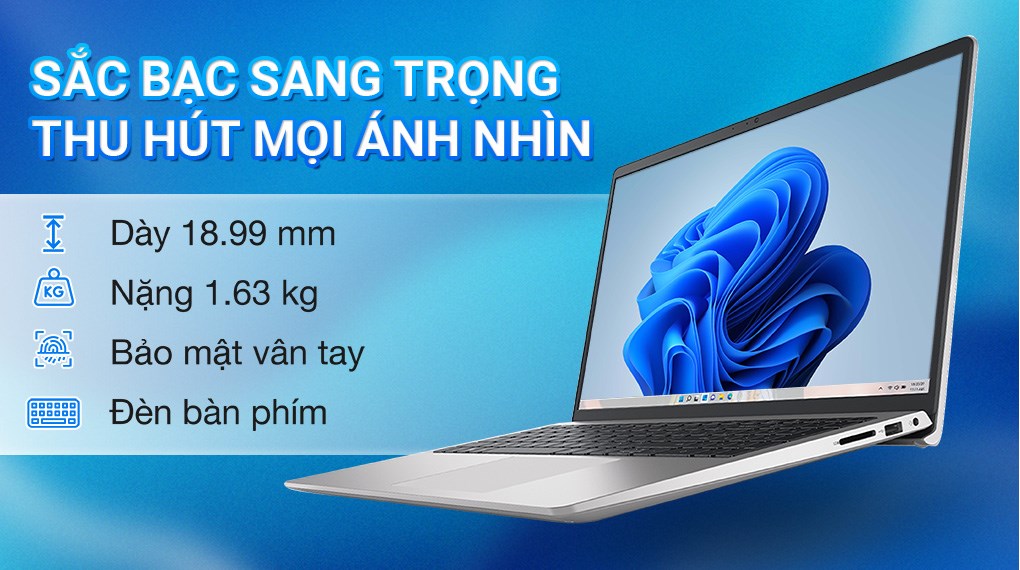 SẮC BẠC SANG TRỌNG
THU HÚT MỌI ÁNH NHÌN
Dày 18.99 mm
KG
Nặng 1.63 kg
Bảo mật vân tay
Đèn bàn phím